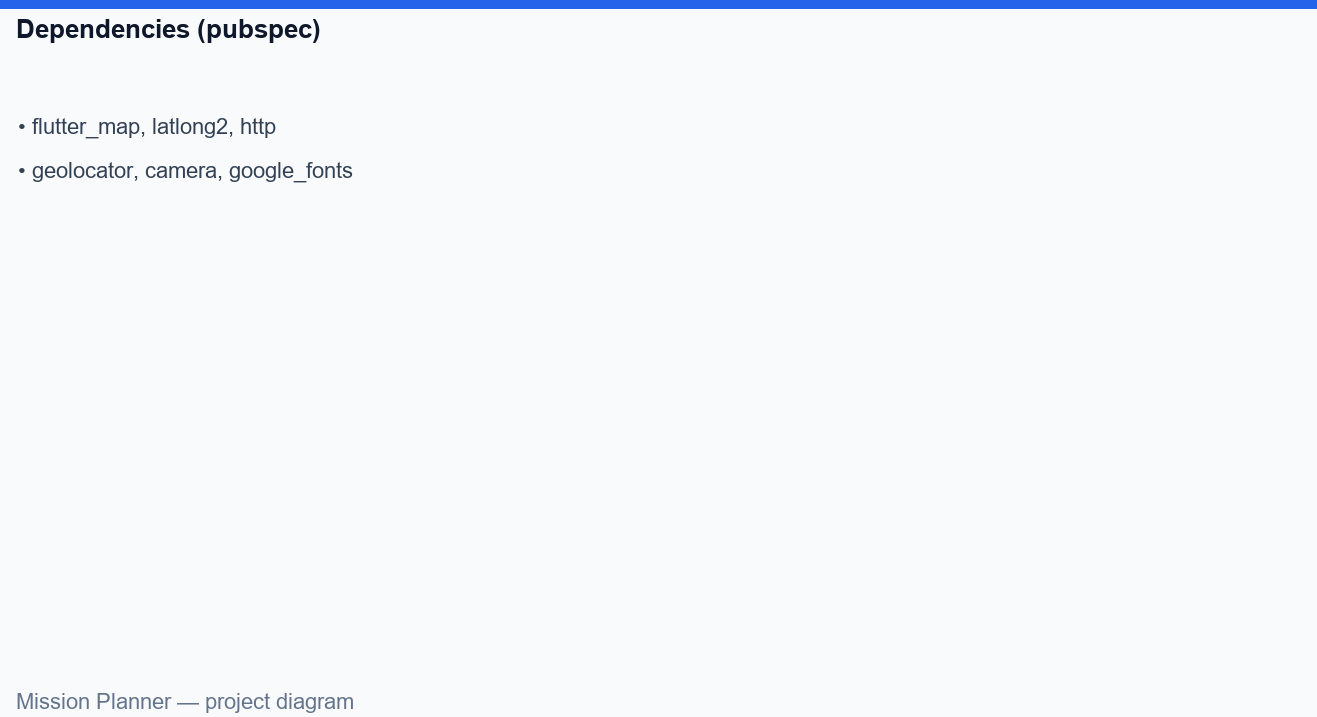 Dependencies (pubspec)
• flutter_map, latlong2, http
• geolocator, camera, google_fonts
Mission Planner — project diagram